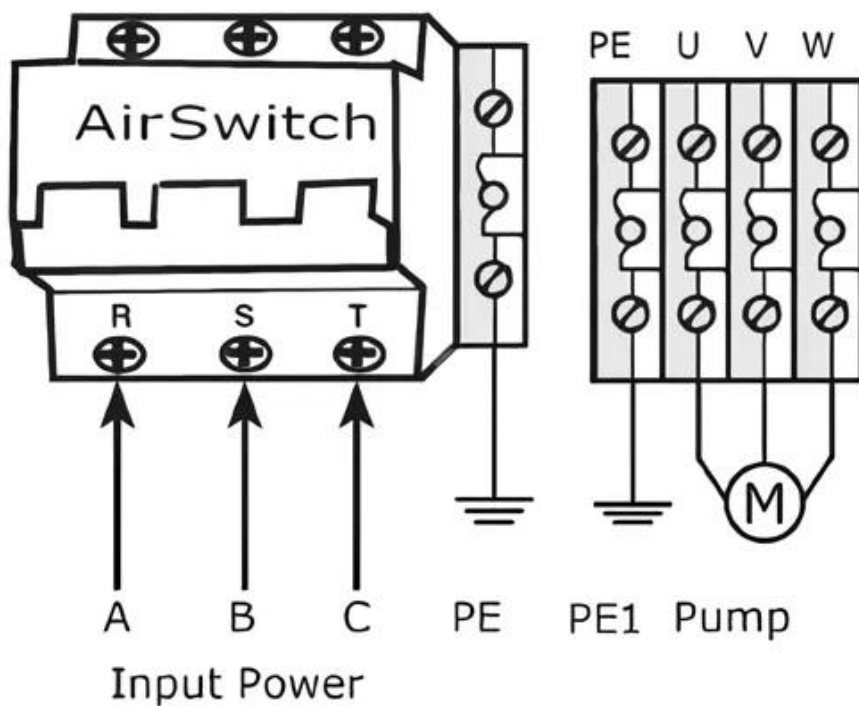 PE U V W
AirSwitch
R S T
M
A B C PE PE1 Pump
Input Power